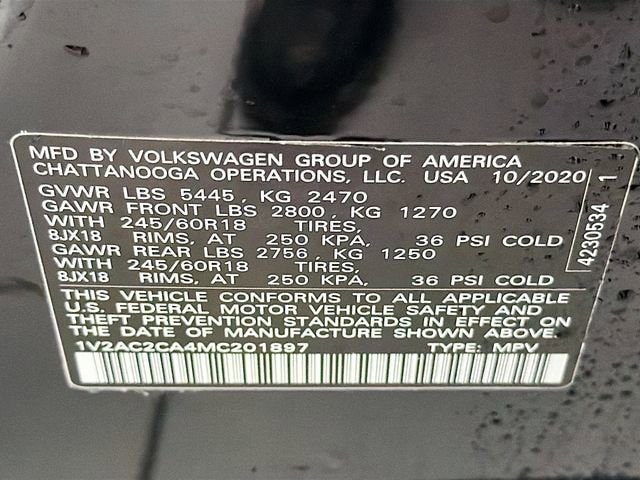 MFD BY VOLKSWAGEN GROUP OF AMERICA
CHATTANOOGA OPERATIONS, LLC. USA 10/2020
GVWR LBS 5445, KG 2470
GAWR FRONT LBS 2800, KG 1270
WITH 245/60R18 TIRES,
8JX18 RIMS, AT 250 KPA, 36 PSI COLD
GAWR REAR LBS 2756, KG 1250
WITH 245/60R18 TIRES,
8JX18 RIMS, AT 250 KPA, 36 PSI COLD
THIS VEHICLE CONFORMS TO ALL APPLICABLE
U.S. FEDERAL MOTOR VEHICLE SAFETY AND
THEFT PREVENTION STANDARDS IN EFFECT ON
THE DATE OF MANUFACTURE SHOWN ABOVE.
1V2AC2CA4MC201897 TYPE: MPV
4230534 1